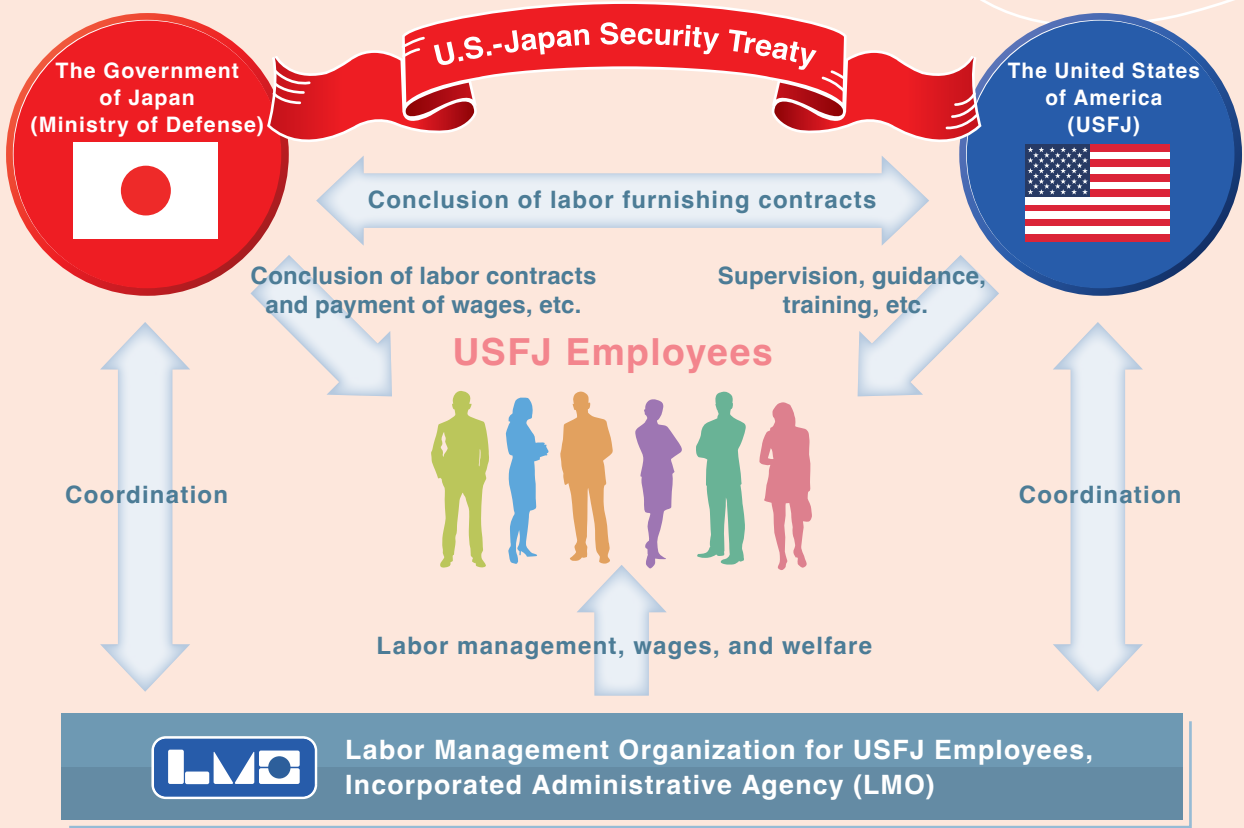 U.S.-Japan Security Treaty
The Government
of Japan
(Ministry of Defense)
The United States
of America
(USFJ)
Conclusion of labor furnishing contracts
Conclusion of labor contracts
and payment of wages, etc.
Supervision, guidance,
training, etc.
USFJ Employees
Coordination
Coordination
Labor management, wages, and welfare
LMO
Labor Management Organization for USFJ Employees,
Incorporated Administrative Agency (LMO)